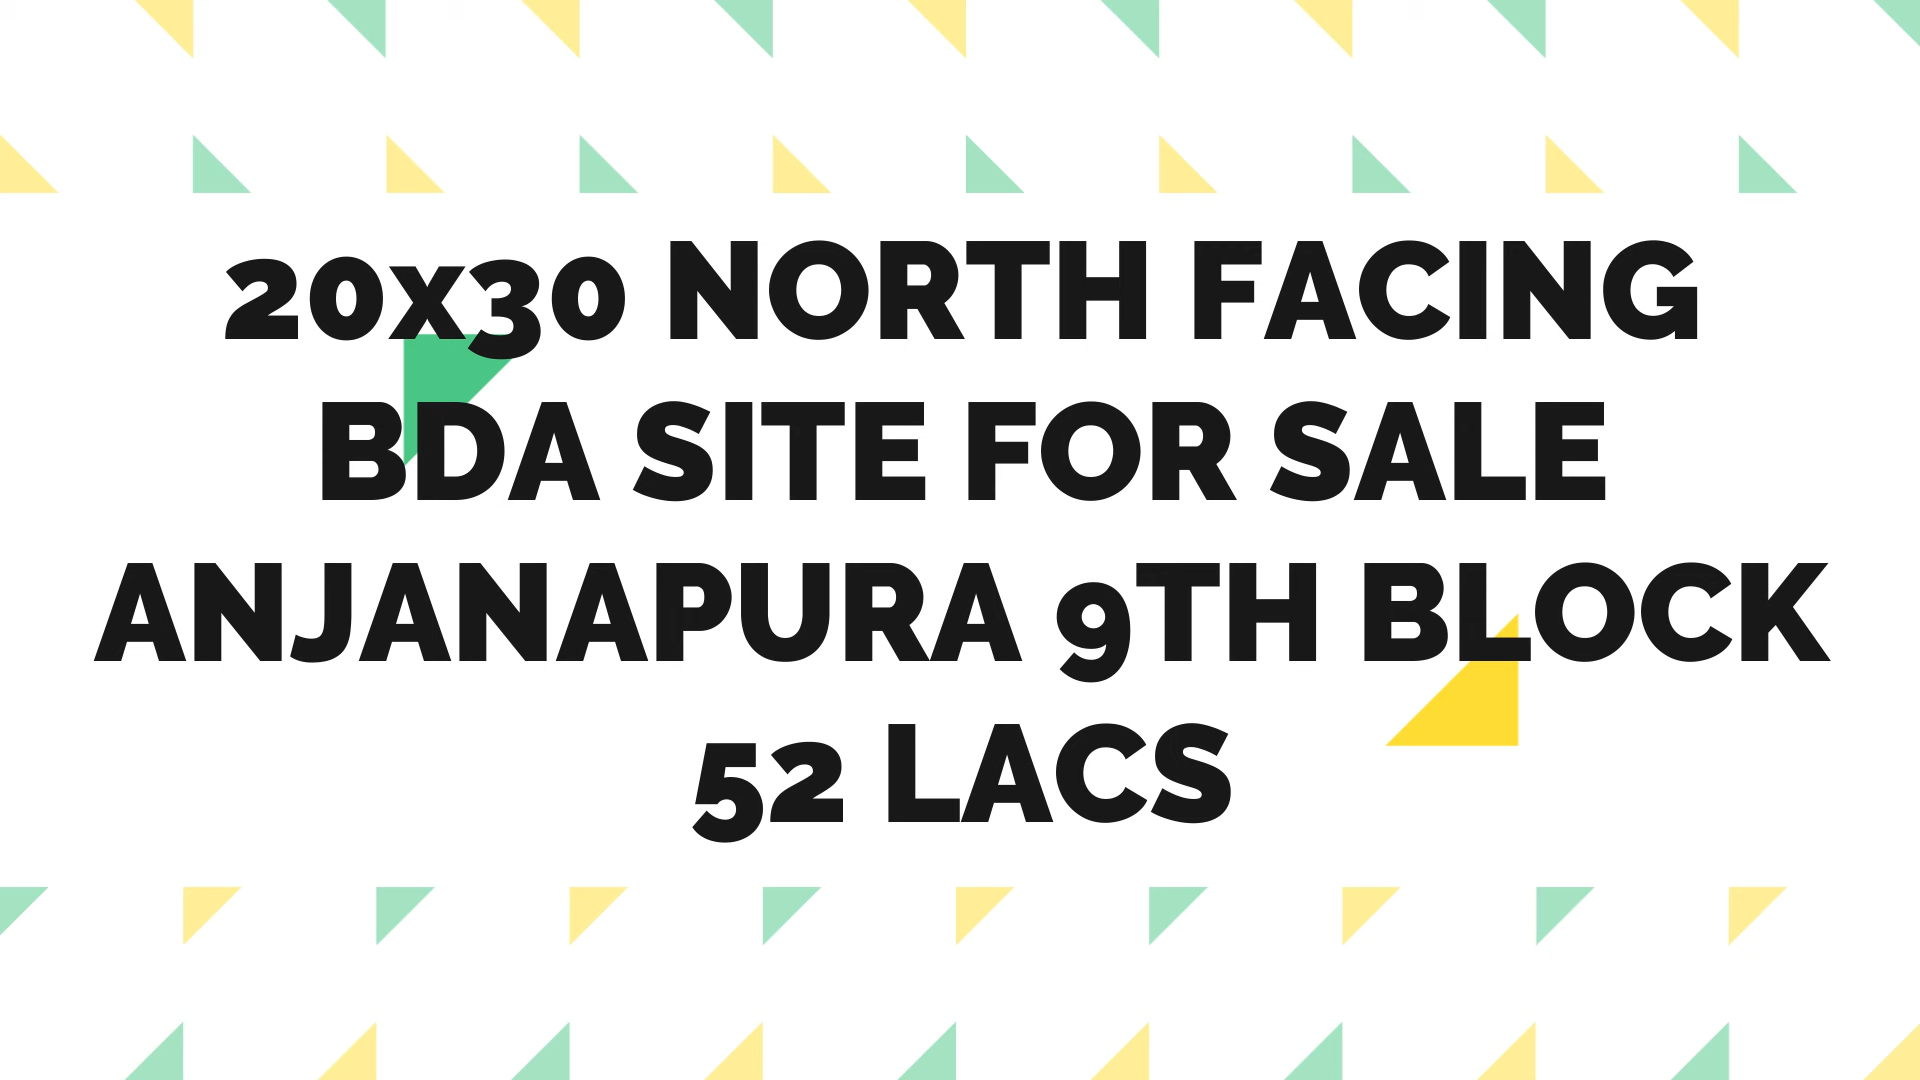 20x30 NORTH FACING
BDA SITE FOR SALE
ANJANAPURA 9TH BLOCK
52 LACS